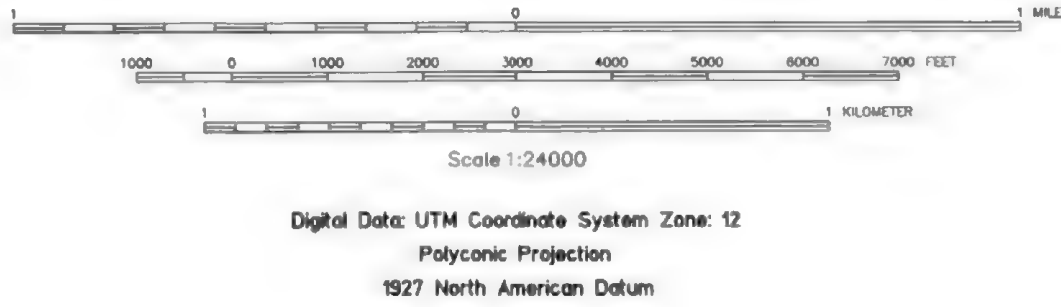 1 0 1 MILE
1000 0 1000 2000 3000 4000 5000 6000 7000 FEET
1 0 1 KILOMETER
Scale 1:24000
Digital Data: UTM Coordinate System Zone: 12
Polyconic Projection
1927 North American Datum